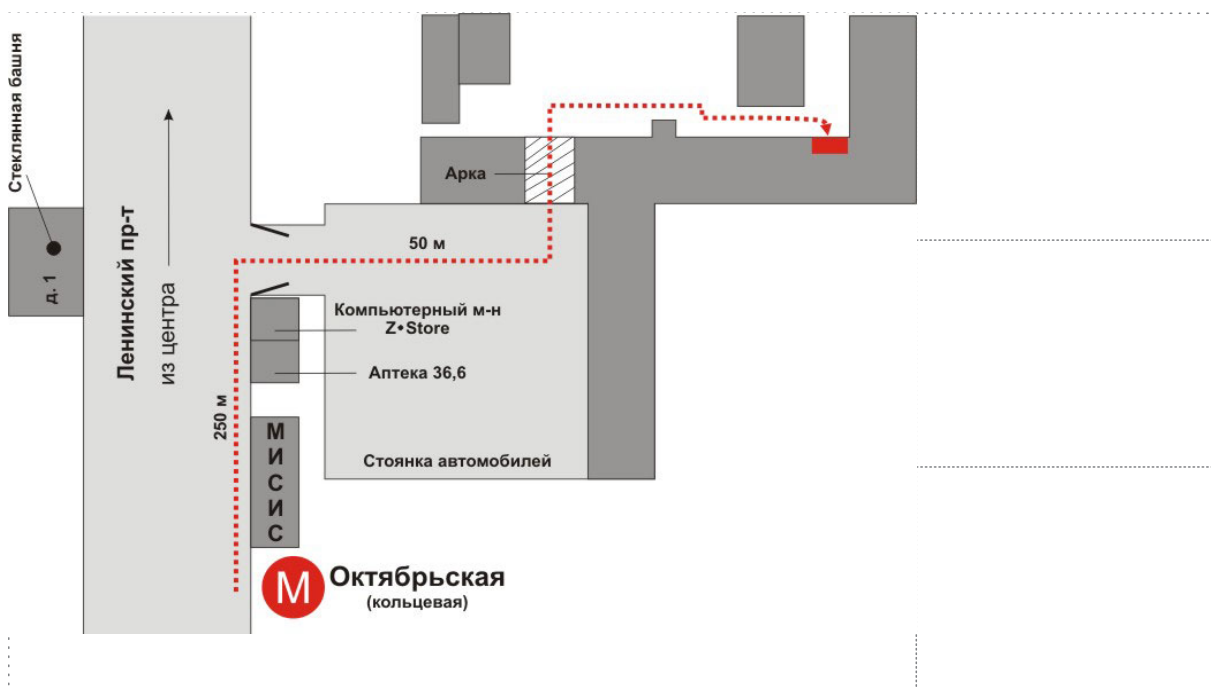 Стеклянная башня
д. 1
Ленинский пр-т
из центра
Арка
50 м
Компьютерный м-н
Z•Store
Аптека 36,6
250 м
МИСИС
Стоянка автомобилей
М Октябрьская
(кольцевая)